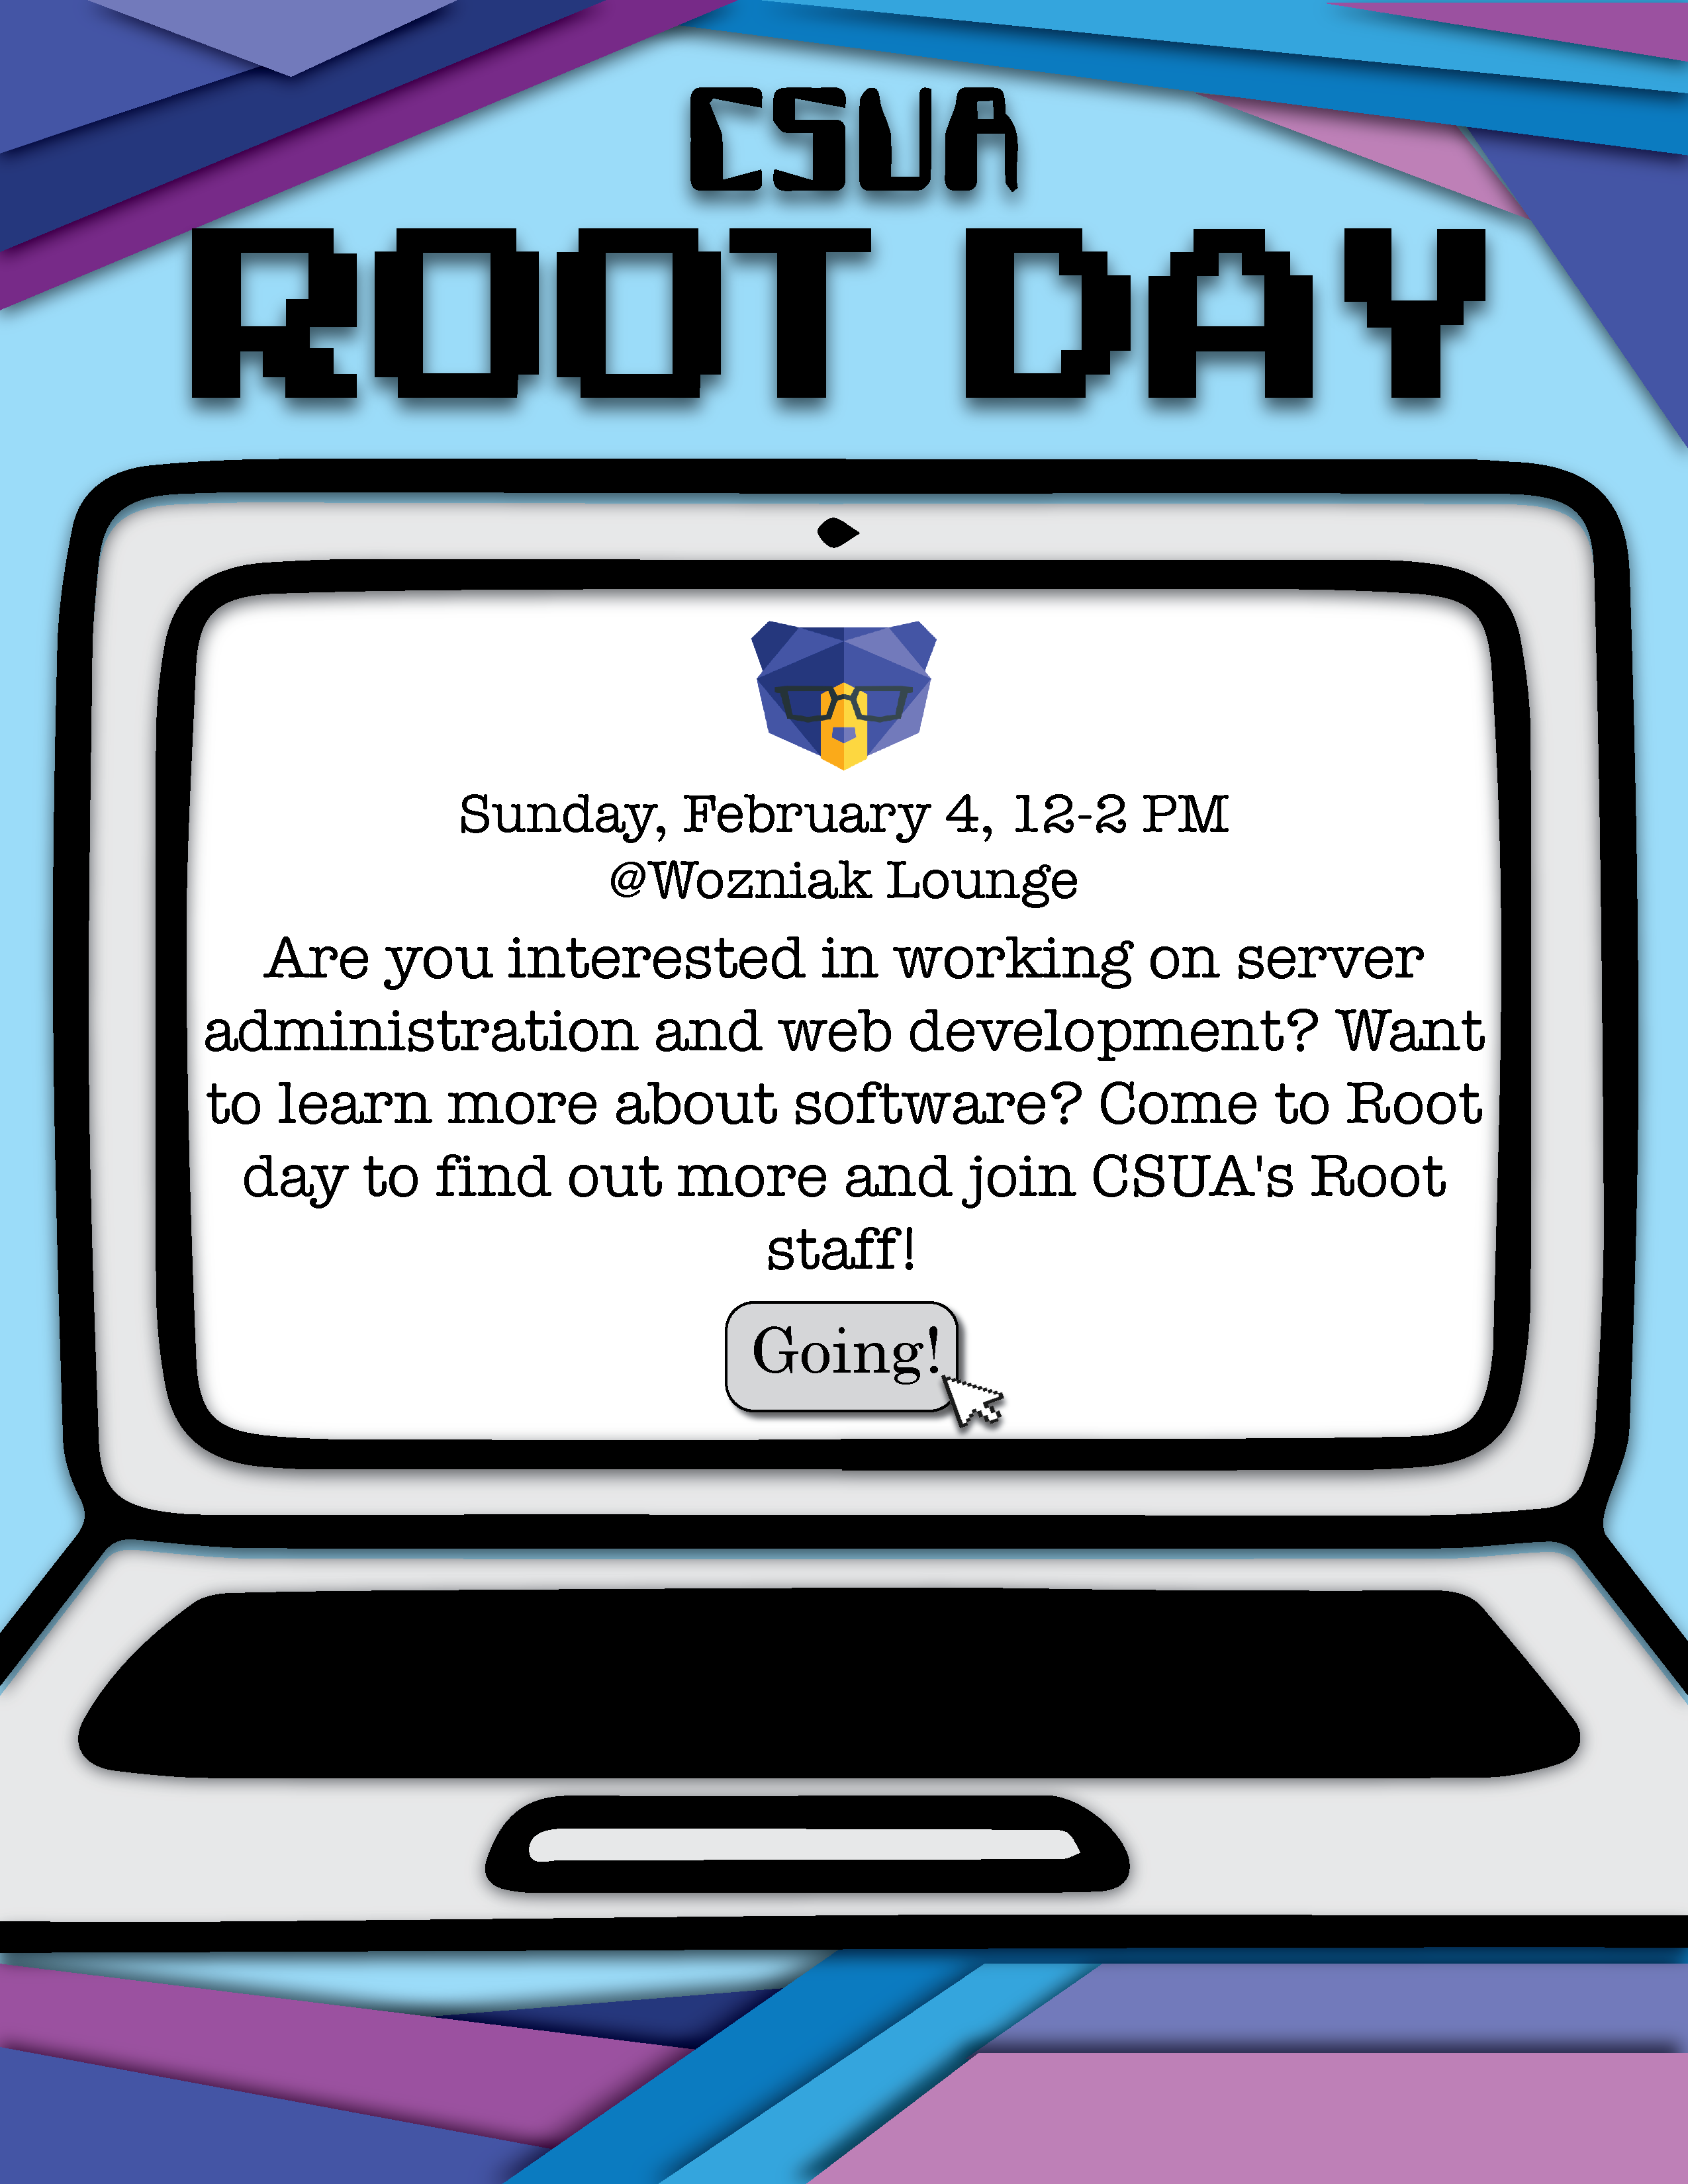 CSUA
ROOT DAY
Sunday, February 4, 12-2 PM
@Wozniak Lounge
Are you interested in working on server
administration and web development? Want
to learn more about software? Come to Root
day to find out more and join CSUA's Root
staff!
Going!